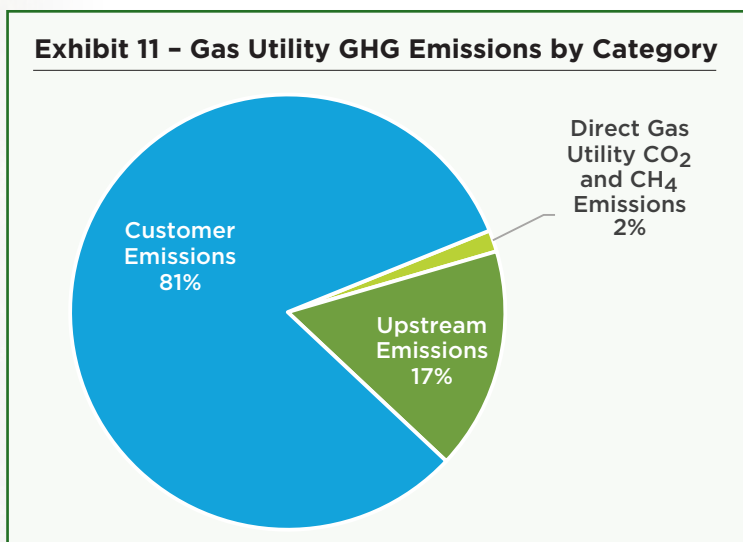 Exhibit 11 – Gas Utility GHG Emissions by Category
Direct Gas
Utility CO₂
and CH₄
Emissions
2%
Customer
Emissions
81%
Upstream
Emissions
17%